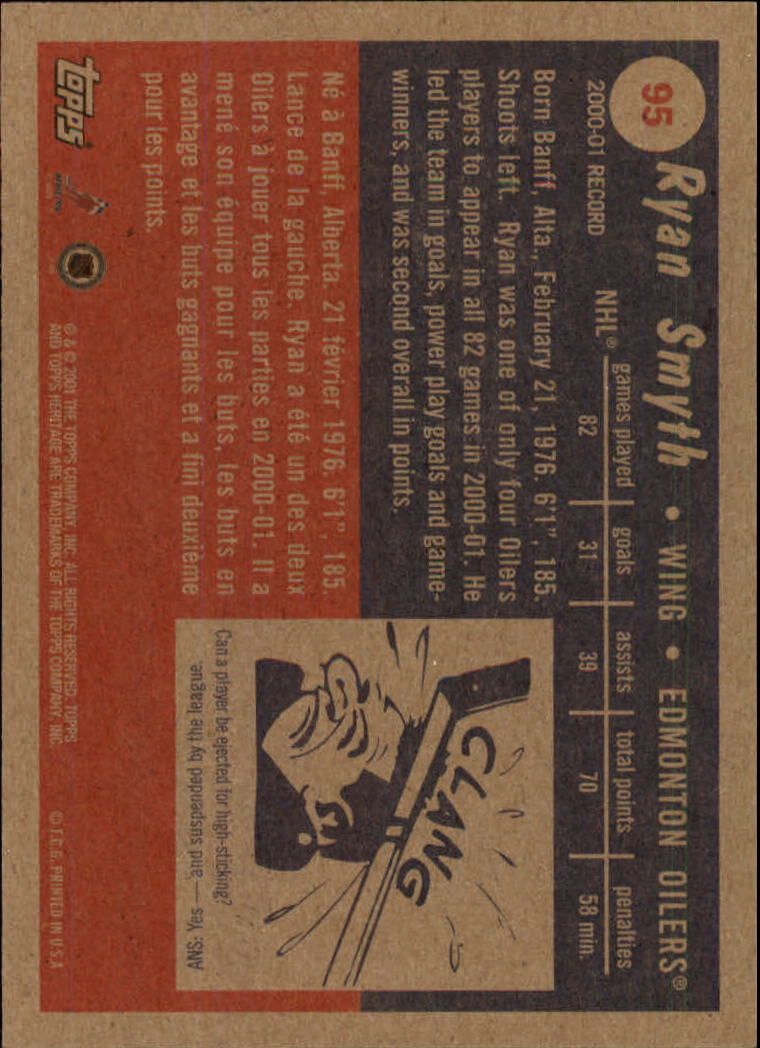 95
Ryan Smyth • WING • EDMONTON OILERS®
2000-01 RECORD
games played goals assists total points penalties
NHL® 82 31 39 70 58 min.
Born Banff, Alta., February 21, 1976. 6'1", 185.
Shoots left. Ryan was one of only four Oilers
players to appear in all 82 games in 2000-01. He
led the team in goals, power play goals and game-
winners, and was second overall in points.
Né à Banff, Alberta. 21 février 1976. 6'1", 185.
Lance de la gauche. Ryan a été un des deux
Oilers à jouer tous les parties en 2000-01. Il a
mené son équipe pour les buts, les buts en
avantage et les buts gagnants et a fini deuxième
pour les points.
CLANG
Can a player be ejected for high-sticking?
ANS: Yes — and suspended by the league.
topps
NHLPA
® & © 2001 THE TOPPS COMPANY, INC. ALL RIGHTS RESERVED. TOPPS
AND TOPPS HERITAGE ARE TRADEMARKS OF THE TOPPS COMPANY, INC.
© T.C.G. PRINTED IN U.S.A